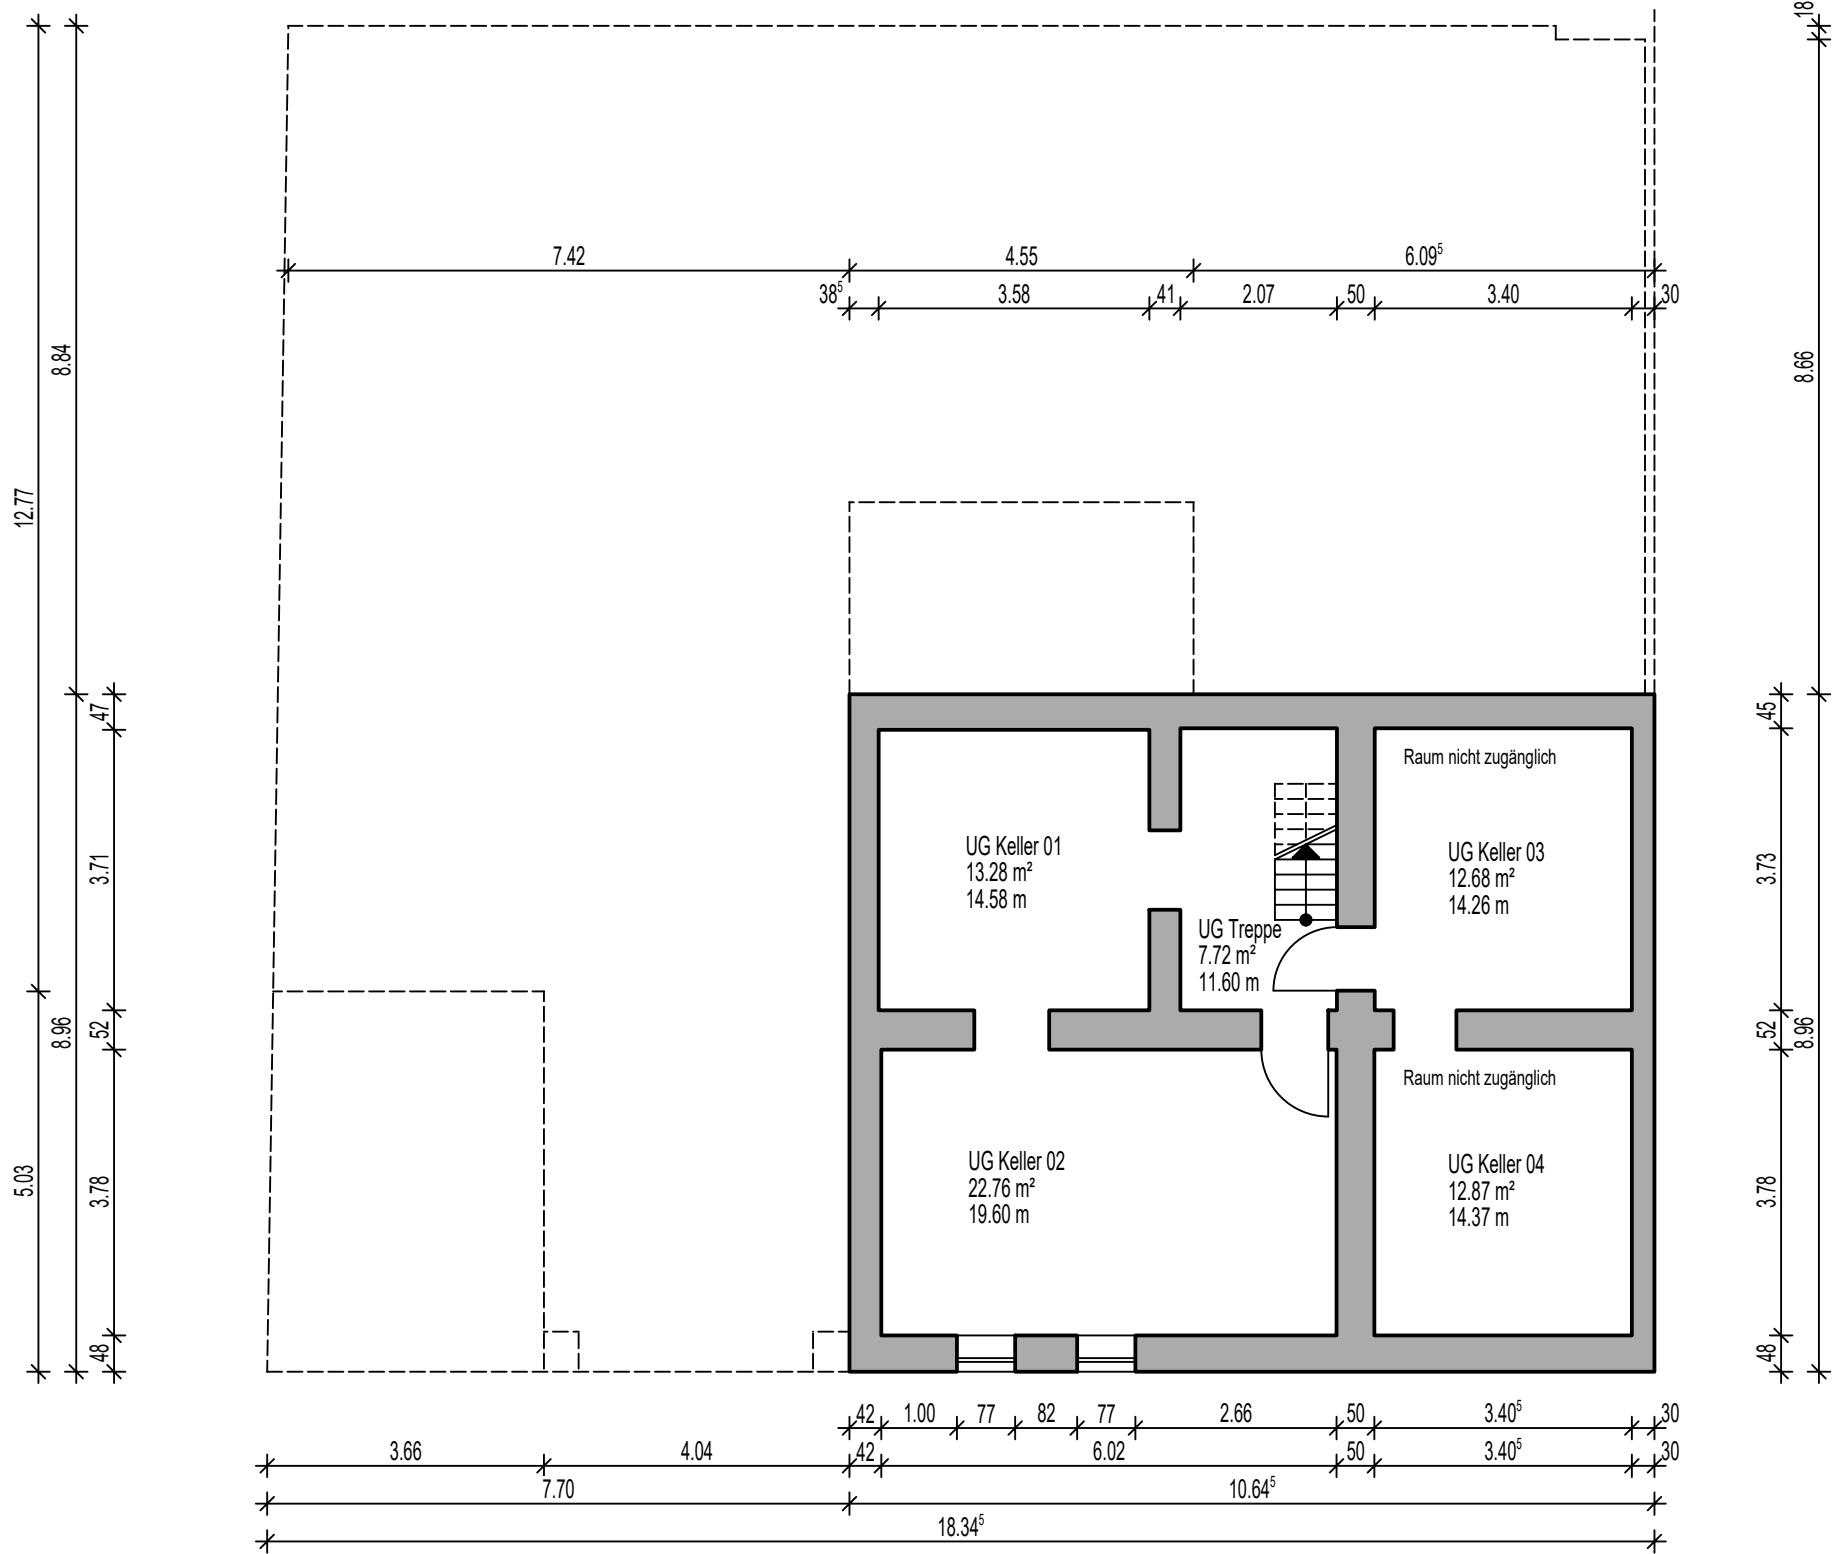 18
7.42
4.55
6.09⁵
38⁵
3.58
41
2.07
50
3.40
30
8.84
8.66
12.77
47
45
Raum nicht zugänglich
UG Keller 01
13.28 m²
14.58 m
UG Keller 03
12.68 m²
14.26 m
3.71
3.73
UG Treppe
7.72 m²
11.60 m
52
8.96
52
8.96
Raum nicht zugänglich
UG Keller 02
22.76 m²
19.60 m
UG Keller 04
12.87 m²
14.37 m
5.03
3.78
3.78
48
48
42
1.00
77
82
77
2.66
50
3.40⁵
30
3.66
4.04
42
6.02
50
3.40⁵
30
7.70
10.64⁵
18.34⁵